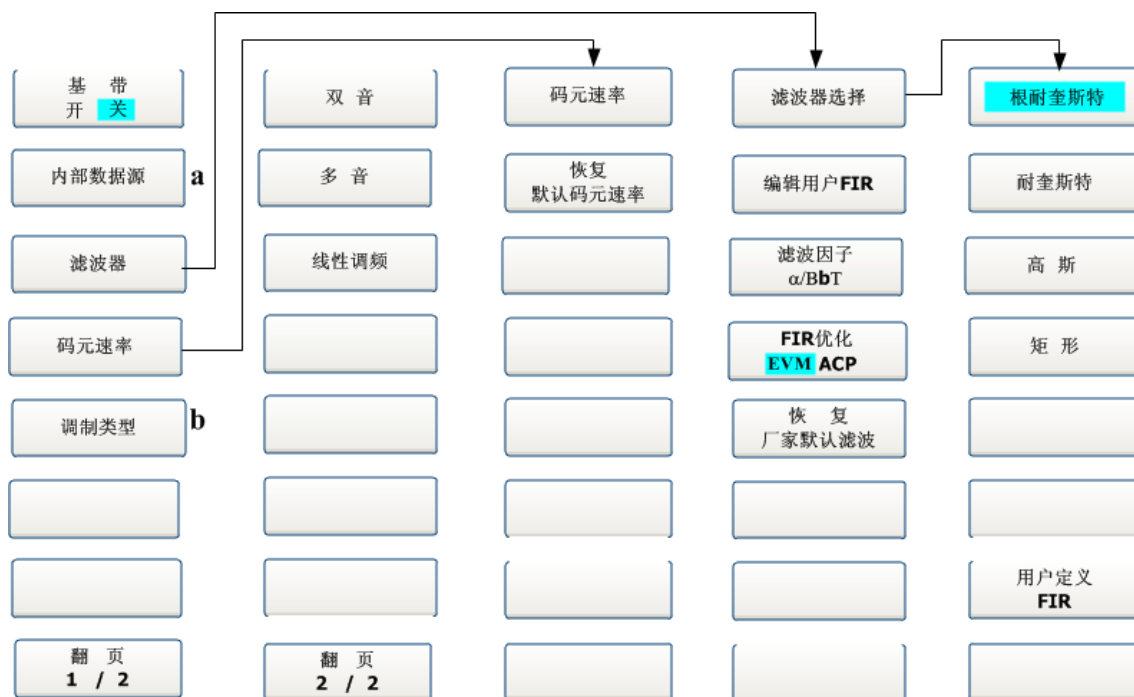 基 带
开 关
内部数据源 a
滤波器
码元速率
调制类型 b
翻 页
1 / 2
双 音
多 音
线性调频
翻 页
2 / 2
码元速率
恢复
默认码元速率
滤波器选择
编辑用户FIR
滤波因子
α/BbT
FIR优化
EVM ACP
恢 复
厂家默认滤波
根耐奎斯特
耐奎斯特
高 斯
矩 形
用户定义
FIR